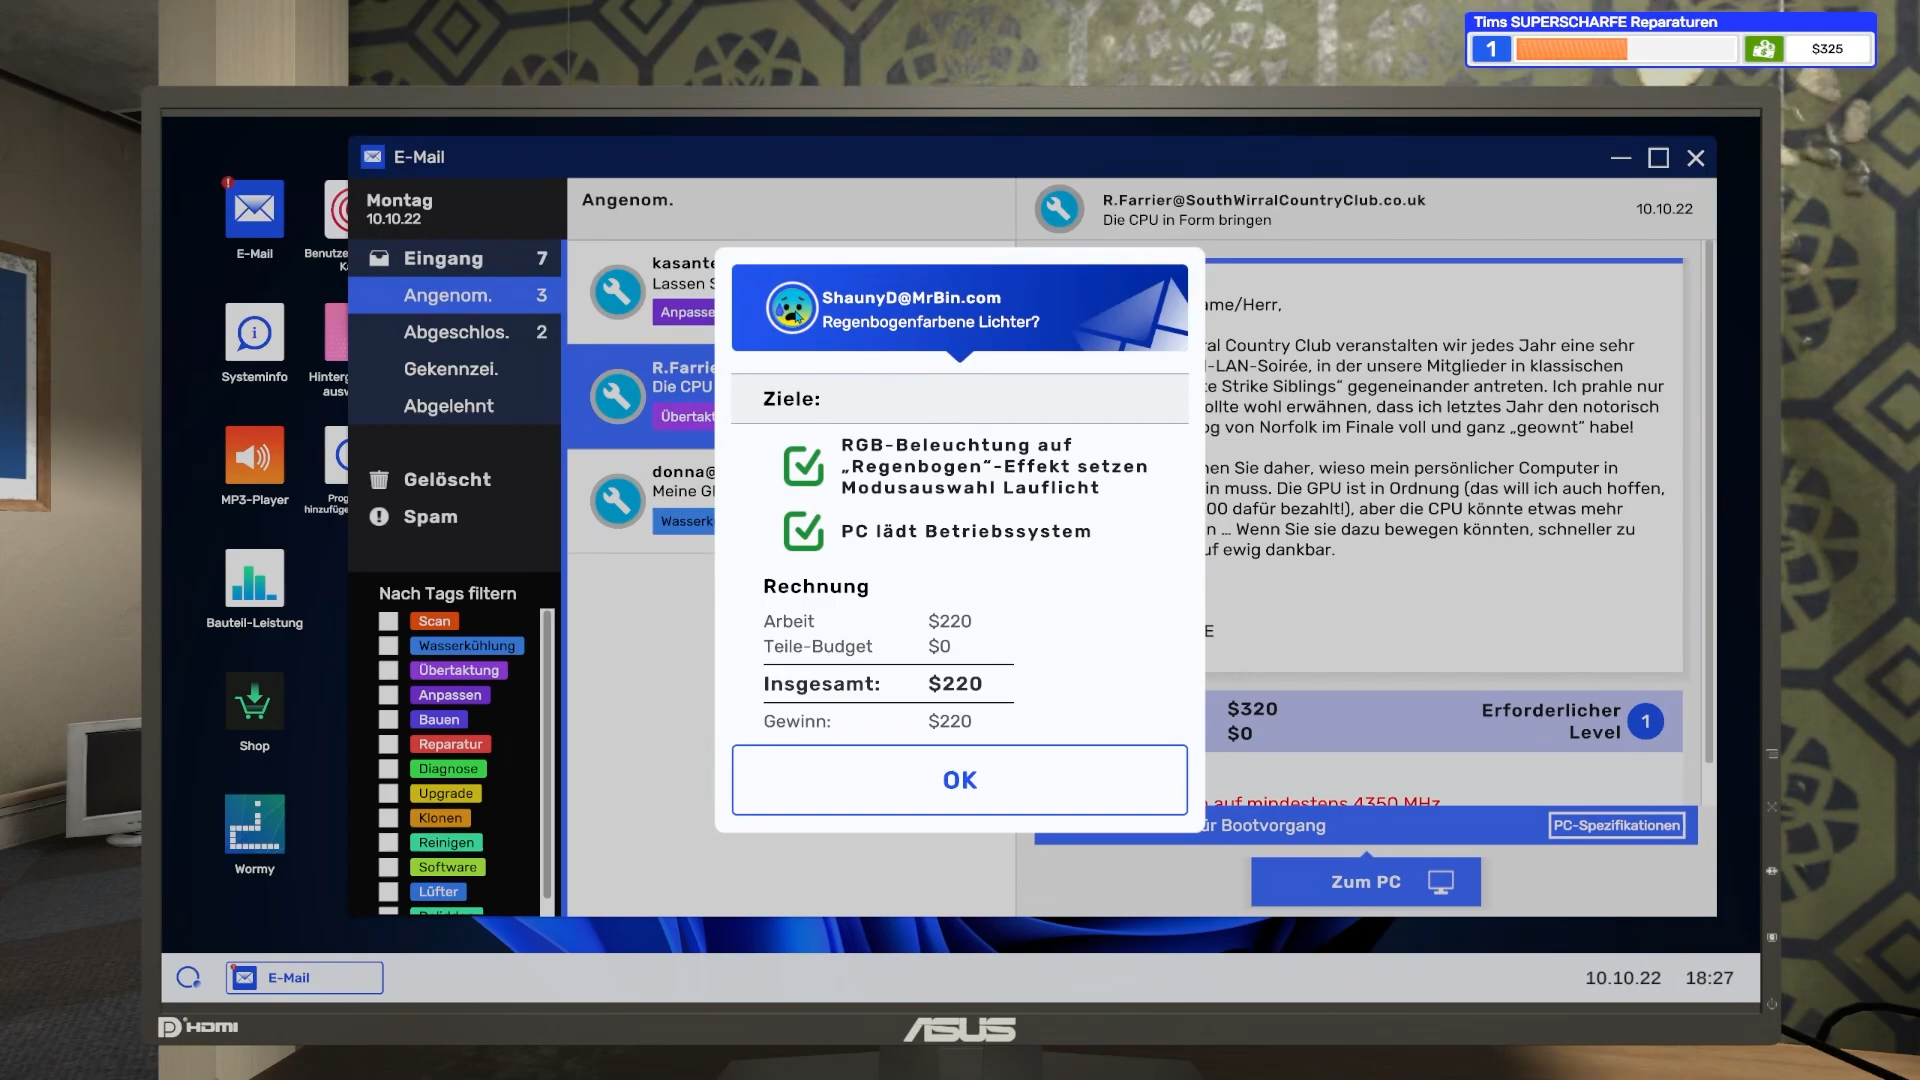 Tims SUPERSCHARFE Reparaturen
1
$325
E-Mail
Montag
10.10.22
Angenom.
R.Farrier@SouthWirralCountryClub.co.uk
Die CPU in Form bringen
10.10.22
E-Mail
Systeminfo
MP3-Player
Bauteil-Leistung
Shop
Wormy
Eingang 7
Angenom. 3
Abgeschlos. 2
Gekennzei.
Abgelehnt
Gelöscht
Spam
Nach Tags filtern
Scan
Wasserkühlung
Übertaktung
Anpassen
Bauen
Reparatur
Diagnose
Upgrade
Klonen
Reinigen
Software
Lüfter
kasante
Lassen S
Anpasse
R.Farrie
Die CPU
Übertakt
donna@
Meine Gl
Wasserk
ShaunyD@MrBin.com
Regenbogenfarbene Lichter?
Ziele:
RGB-Beleuchtung auf
„Regenbogen“-Effekt setzen
Modusauswahl Lauflicht
PC lädt Betriebssystem
Rechnung
Arbeit $220
Teile-Budget $0
Insgesamt: $220
Gewinn: $220
OK
ame/Herr,
ral Country Club veranstalten wir jedes Jahr eine sehr
-LAN-Soirée, in der unsere Mitglieder in klassischen
e Strike Siblings“ gegeneinander antreten. Ich prahle nur
ollte wohl erwähnen, dass ich letztes Jahr den notorisch
og von Norfolk im Finale voll und ganz „geownt“ habe!
nen Sie daher, wieso mein persönlicher Computer in
in muss. Die GPU ist in Ordnung (das will ich auch hoffen,
00 dafür bezahlt!), aber die CPU könnte etwas mehr
n ... Wenn Sie sie dazu bewegen könnten, schneller zu
uf ewig dankbar.
E
$320
$0
Erforderlicher
Level
1
auf mindestens 4350 MHz
ür Bootvorgang
PC-Spezifikationen
Zum PC
E-Mail
10.10.22 18:27
HDMI
ASUS